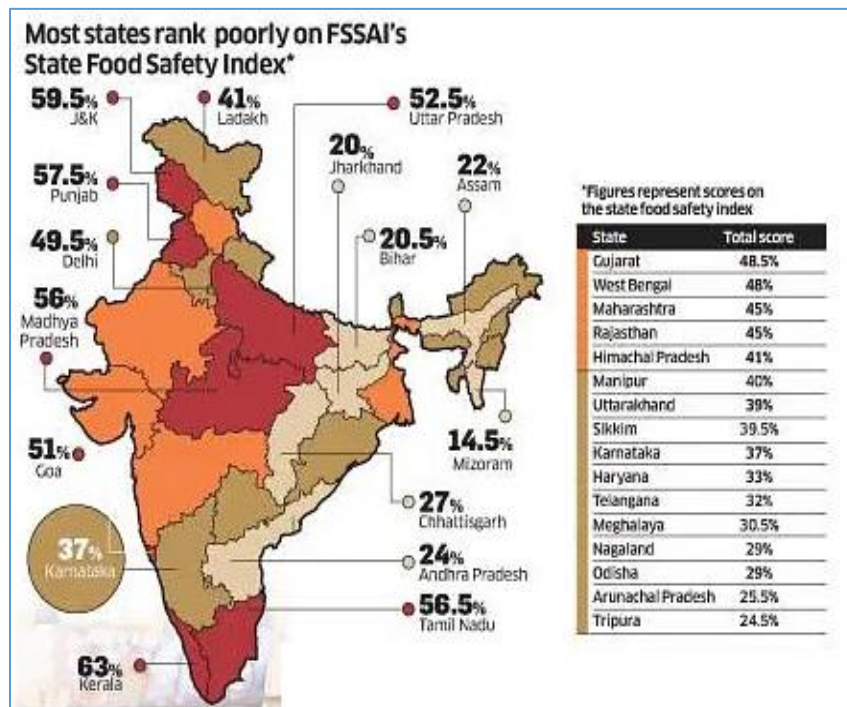 Most states rank poorly on FSSAI's
State Food Safety Index*
59.5%
J&K
41%
Ladakh
52.5%
Uttar Pradesh
57.5%
Punjab
20%
Jharkhand
22%
Assam
49.5%
Delhi
20.5%
Bihar
56%
Madhya
Pradesh
51%
Goa
14.5%
Mizoram
27%
Chhattisgarh
37%
Karnataka
24%
Andhra Pradesh
56.5%
Tamil Nadu
63%
Kerala
*Figures represent scores on
the state food safety index
State Total score
Gujarat 48.5%
West Bengal 48%
Maharashtra 45%
Rajasthan 45%
Himachal Pradesh 41%
Manipur 40%
Uttarakhand 39%
Sikkim 39.5%
Karnataka 37%
Haryana 33%
Telangana 32%
Meghalaya 30.5%
Nagaland 29%
Odisha 29%
Arunachal Pradesh 25.5%
Tripura 24.5%